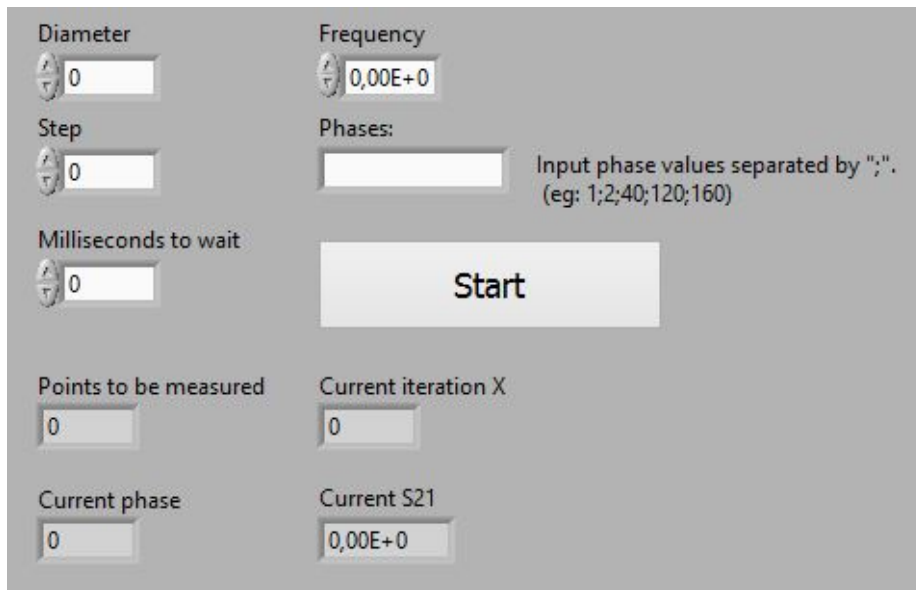 Diameter
Frequency
0
0,00E+0
Step
Phases:
0
Input phase values separated by ";".
(eg: 1;2;40;120;160)
Milliseconds to wait
0
Start
Points to be measured
Current iteration X
0
0
Current phase
Current S21
0
0,00E+0